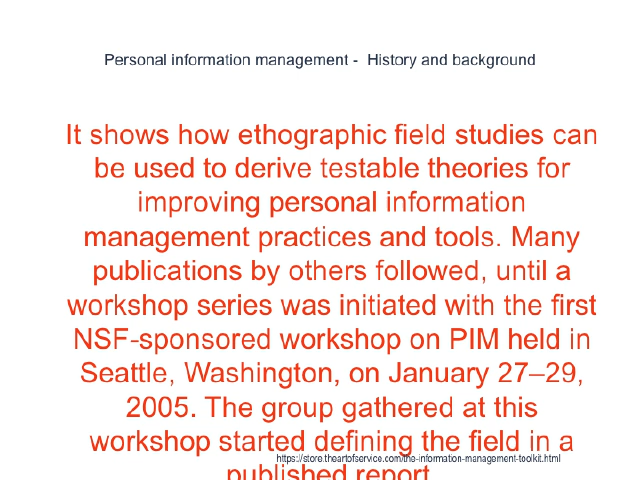 Personal information management -  History and background
It shows how ethographic field studies can
be used to derive testable theories for
improving personal information
management practices and tools. Many
publications by others followed, until a
workshop series was initiated with the first
NSF-sponsored workshop on PIM held in
Seattle, Washington, on January 27–29,
2005. The group gathered at this
workshop started defining the field in a
https://store.theartofservice.com/the-information-management-toolkit.html
published report